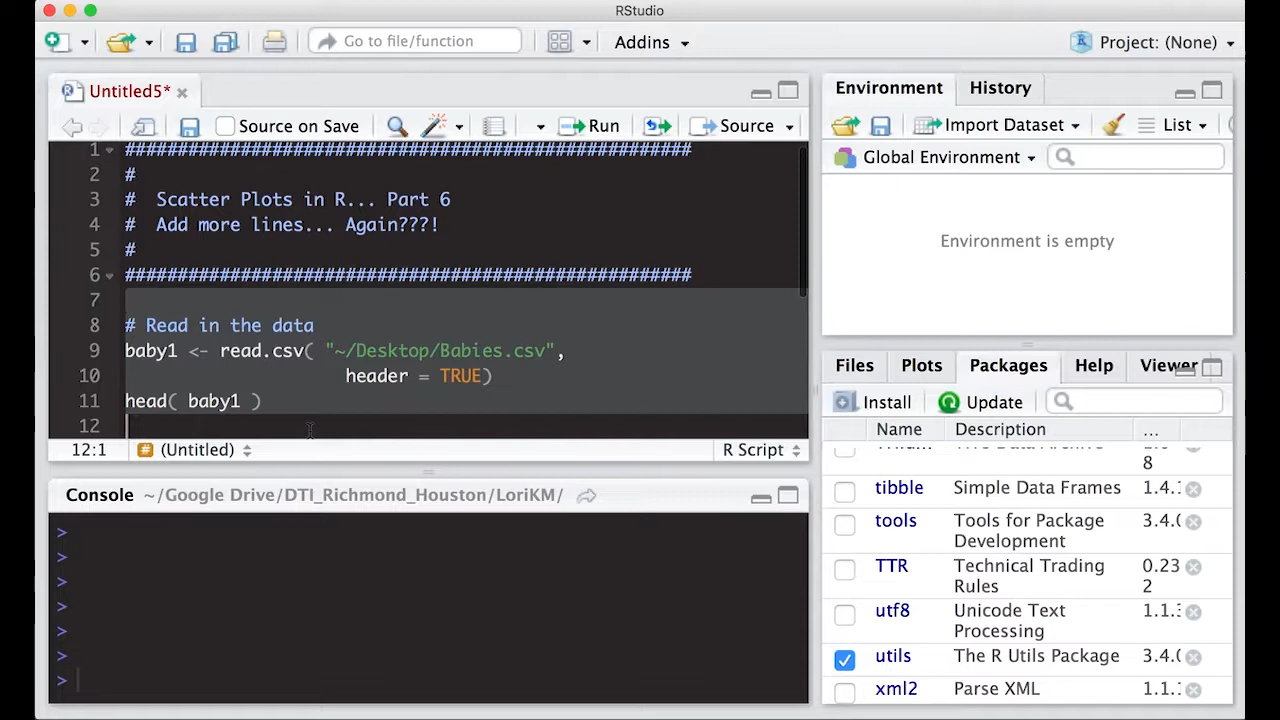 RStudio
Go to file/function
Addins
Project: (None)
Untitled5*
Source on Save
Run
Source
1 ######################################################
2 #
3 #  Scatter Plots in R... Part 6
4 #  Add more lines... Again???!
5 #
6 ######################################################
7
8 # Read in the data
9 baby1 <- read.csv( "~/Desktop/Babies.csv",
10 header = TRUE)
11 head( baby1 )
12
12:1
# (Untitled)
R Script
Console ~/Google Drive/DTI_Richmond_Houston/LoriKM/
>
>
>
>
>
>
>
Environment History
Import Dataset
List
Global Environment
Environment is empty
Files Plots Packages Help Viewer
Install Update
Name Description ...
8
tibble Simple Data Frames 1.4.
tools Tools for Package 3.4.0
Development
TTR Technical Trading 0.23
Rules 2
utf8 Unicode Text 1.1.
Processing
utils The R Utils Package 3.4.0
xml2 Parse XML 1.1.